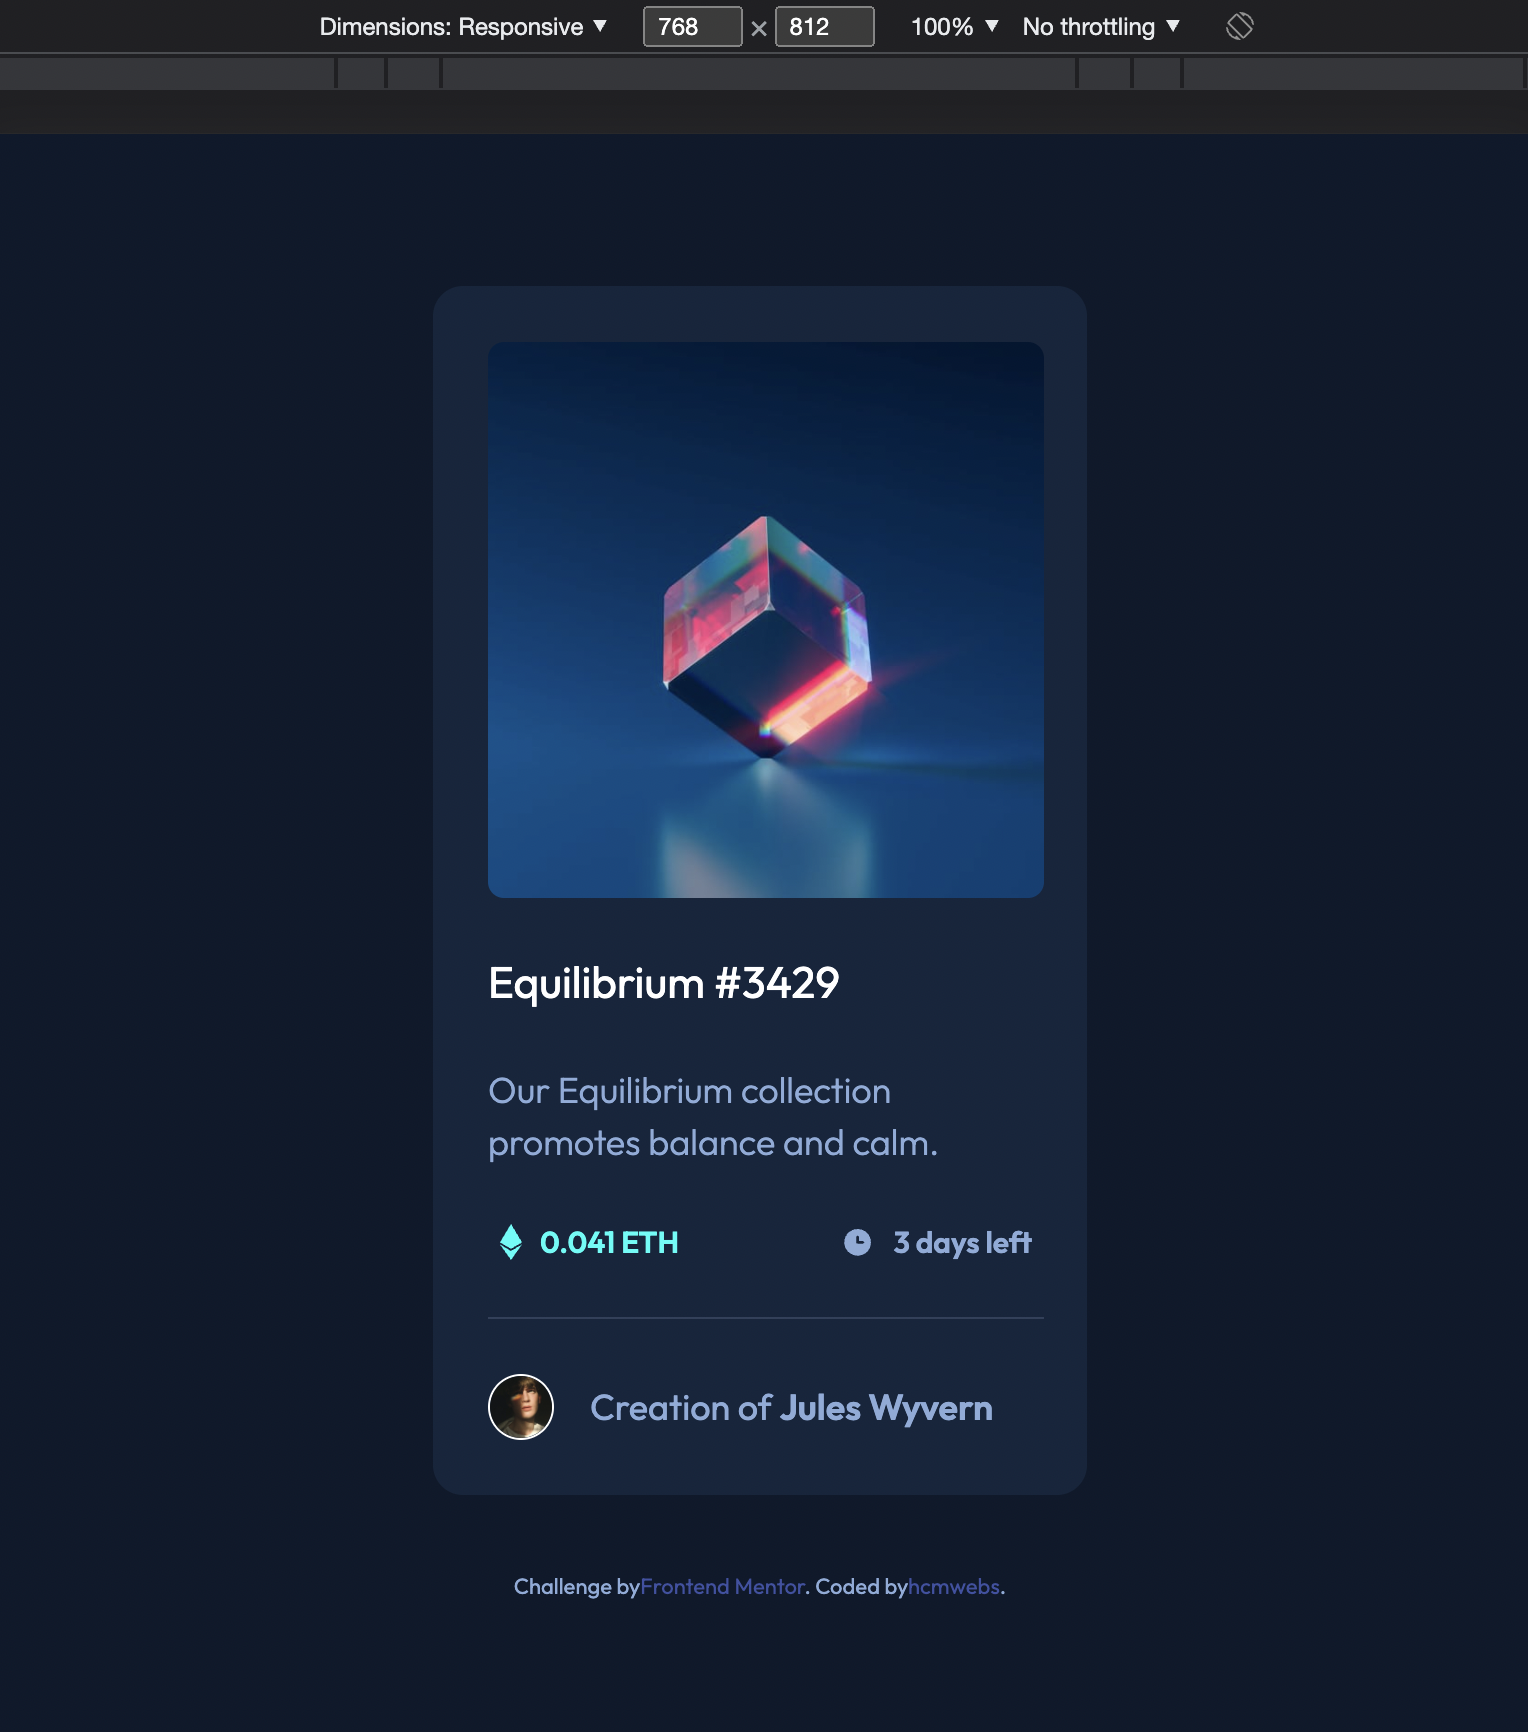 Dimensions: Responsive ▼ 768 × 812 100% ▼ No throttling ▼
Equilibrium #3429
Our Equilibrium collection
promotes balance and calm.
0.041 ETH 3 days left
Creation of Jules Wyvern
Challenge byFrontend Mentor. Coded byhcmwebs.